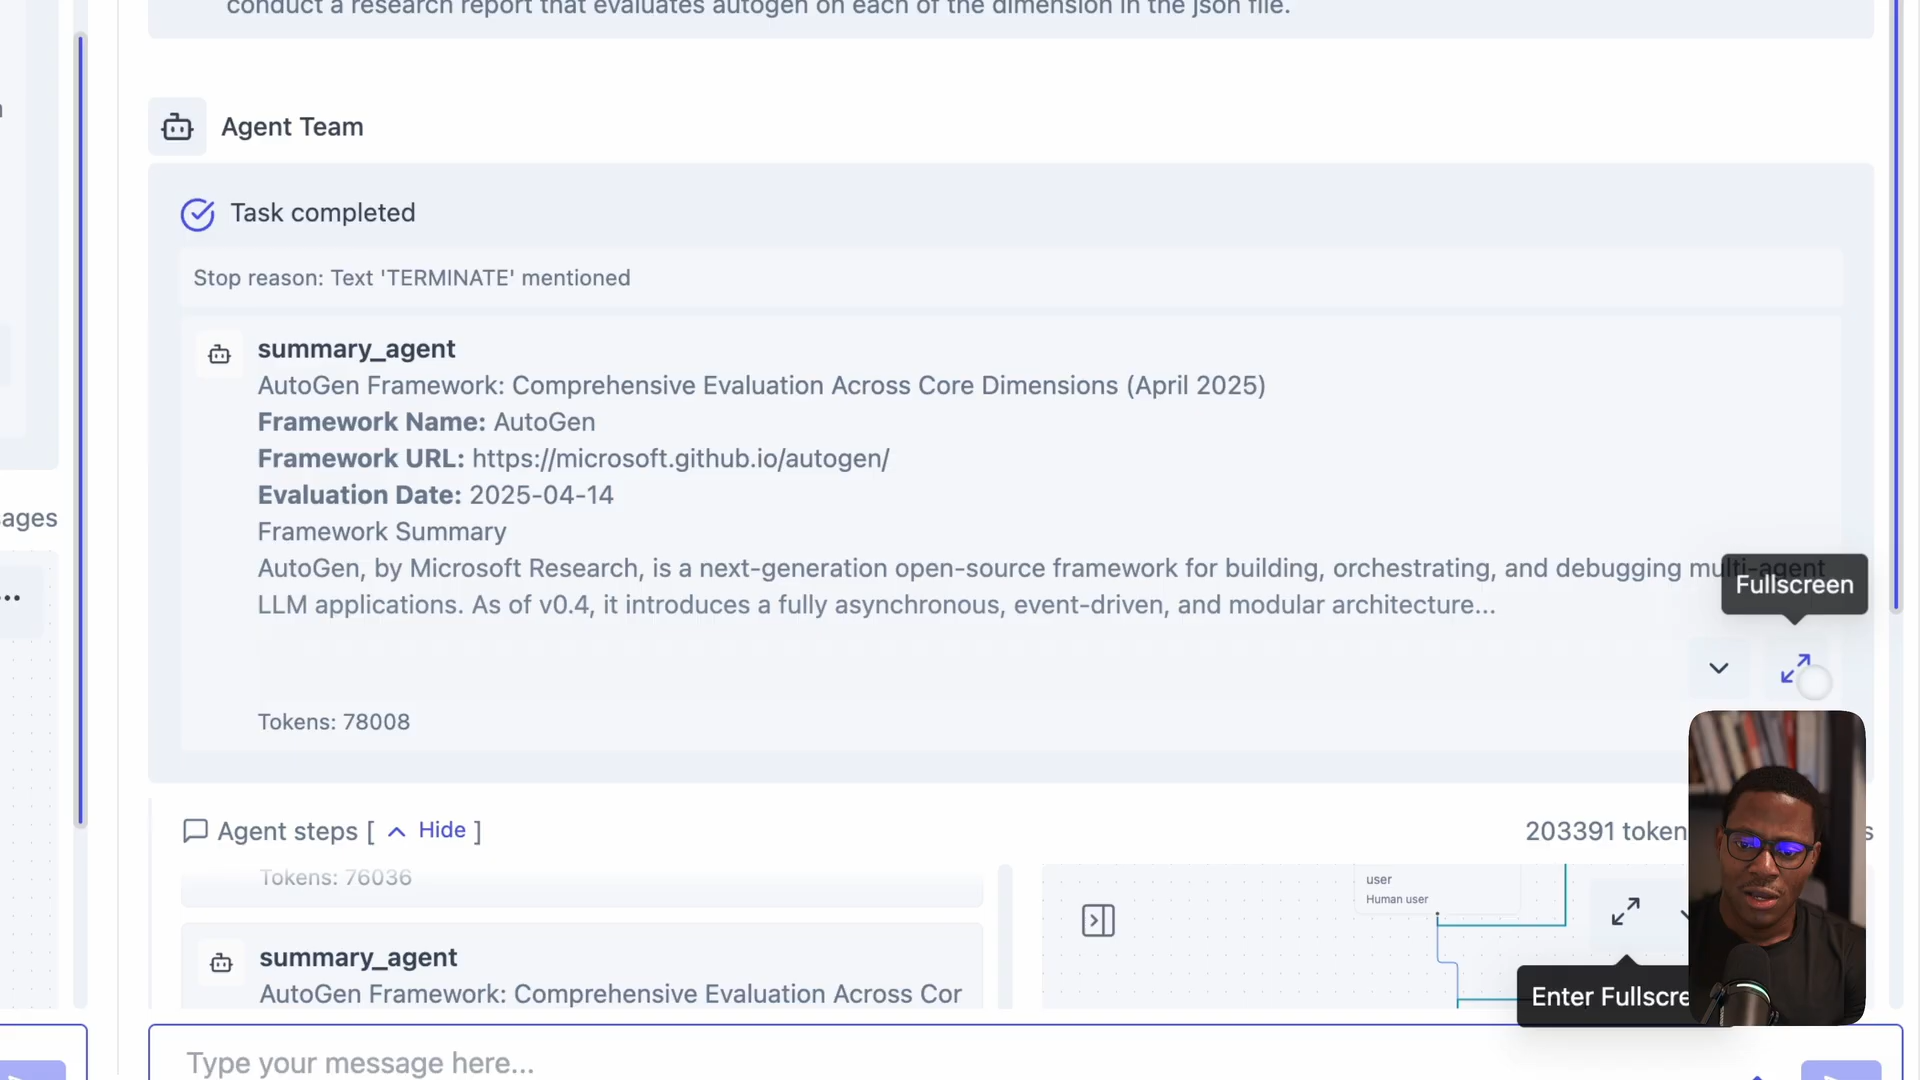 conduct a research report that evaluates autogen on each of the dimension in the json file.
Agent Team
Task completed
Stop reason: Text 'TERMINATE' mentioned
summary_agent
AutoGen Framework: Comprehensive Evaluation Across Core Dimensions (April 2025)
Framework Name: AutoGen
Framework URL: https://microsoft.github.io/autogen/
Evaluation Date: 2025-04-14
Framework Summary
AutoGen, by Microsoft Research, is a next-generation open-source framework for building, orchestrating, and debugging multi-agent
LLM applications. As of v0.4, it introduces a fully asynchronous, event-driven, and modular architecture...
Fullscreen
Tokens: 78008
Agent steps [ Hide ]
203391 token
Tokens: 76036
summary_agent
AutoGen Framework: Comprehensive Evaluation Across Cor
user
Human user
Enter Fullscre
Type your message here...